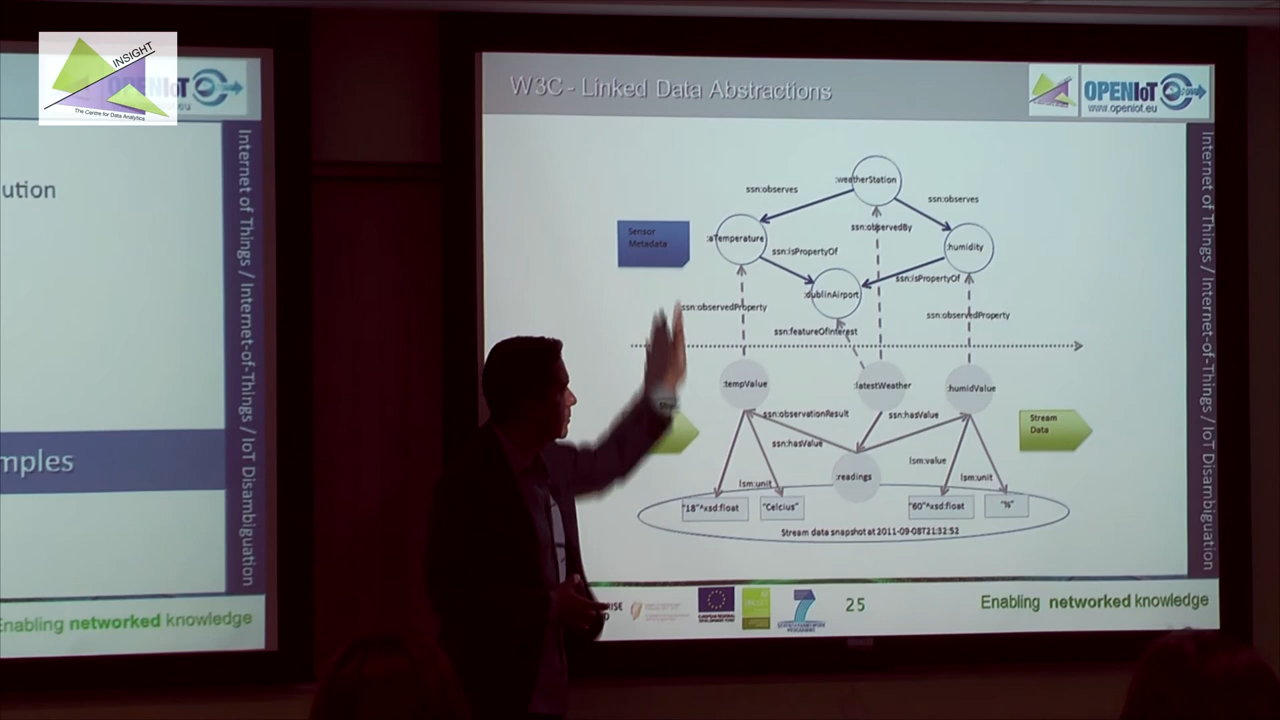 INSIGHT
The Centre for Data Analytics
OPENIoT
ution
mples
Internet of Things / Internet-of-Things / IoT Disambiguation
Enabling networked knowledge
W3C - Linked Data Abstractions
OPENIoT
www.openiot.eu
:weatherStation
ssn:observes
ssn:observes
Sensor
Metadata
:aTemperature
ssn:observedBy
:humidity
ssn:isPropertyOf
ssn:isPropertyOf
:dublinAirport
ssn:observedProperty
ssn:observedProperty
ssn:featureOfInterest
:tempValue
:latestWeather
:humidValue
ssn:observationResult
ssn:hasValue
Stream
Data
ssn:hasValue
lsm:value
lsm:unit
lsm:unit
:readings
"18"^xsd:float
"Celcius"
"60"^xsd:float
"%"
Stream data snapshot at 2011-09-08T21:32:52
25
Enabling networked knowledge
Internet of Things / Internet-of-Things / IoT Disambiguation